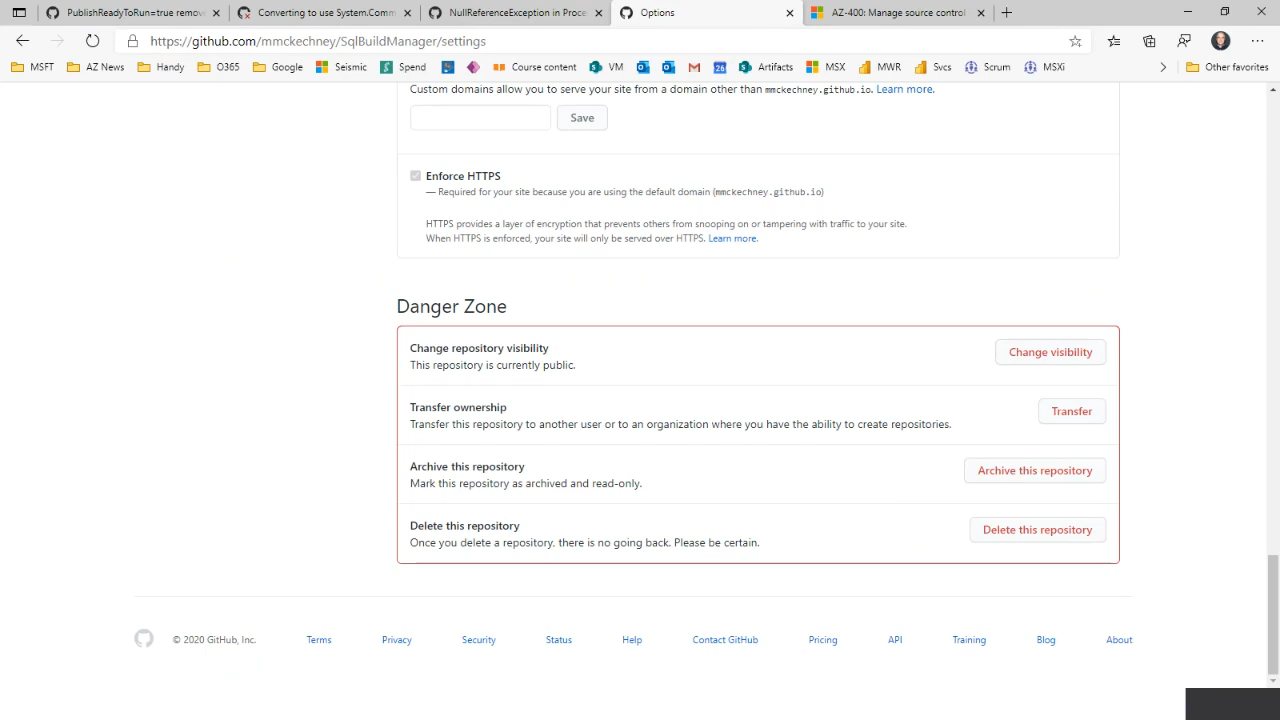 PublishReadyToRun=true remove
Converting to use System.Comm
NullReferenceException in Proce
Options
AZ-400: Manage source control
https://github.com/mmckechney/SqlBuildManager/settings
MSFT
AZ News
Handy
O365
Google
Seismic
Spend
Course content
VM
26
Artifacts
MSX
MWR
Svcs
Scrum
MSXi
Other favorites
Custom domains allow you to serve your site from a domain other than mmckechney.github.io. Learn more.
Save
Enforce HTTPS
— Required for your site because you are using the default domain (mmckechney.github.io)
HTTPS provides a layer of encryption that prevents others from snooping on or tampering with traffic to your site.
When HTTPS is enforced, your site will only be served over HTTPS. Learn more.
Danger Zone
Change repository visibility
This repository is currently public.
Change visibility
Transfer ownership
Transfer this repository to another user or to an organization where you have the ability to create repositories.
Transfer
Archive this repository
Mark this repository as archived and read-only.
Archive this repository
Delete this repository
Once you delete a repository, there is no going back. Please be certain.
Delete this repository
© 2020 GitHub, Inc.
Terms
Privacy
Security
Status
Help
Contact GitHub
Pricing
API
Training
Blog
About